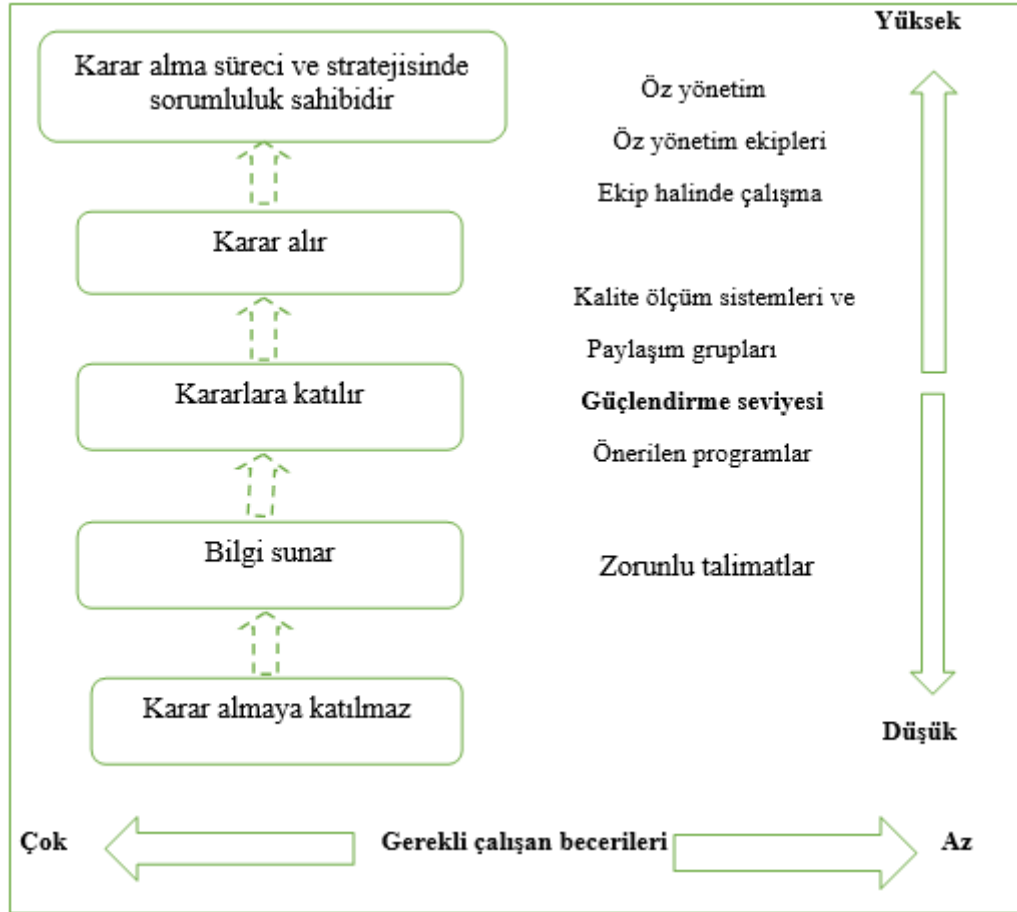 Yüksek
Karar alma süreci ve stratejisinde
sorumluluk sahibidir
Öz yönetim
Öz yönetim ekipleri
Ekip halinde çalışma
Karar alır
Kalite ölçüm sistemleri ve
Paylaşım grupları
Kararlara katılır
Güçlendirme seviyesi
Önerilen programlar
Bilgi sunar
Zorunlu talimatlar
Karar almaya katılmaz
Düşük
Çok
Gerekli çalışan becerileri
Az